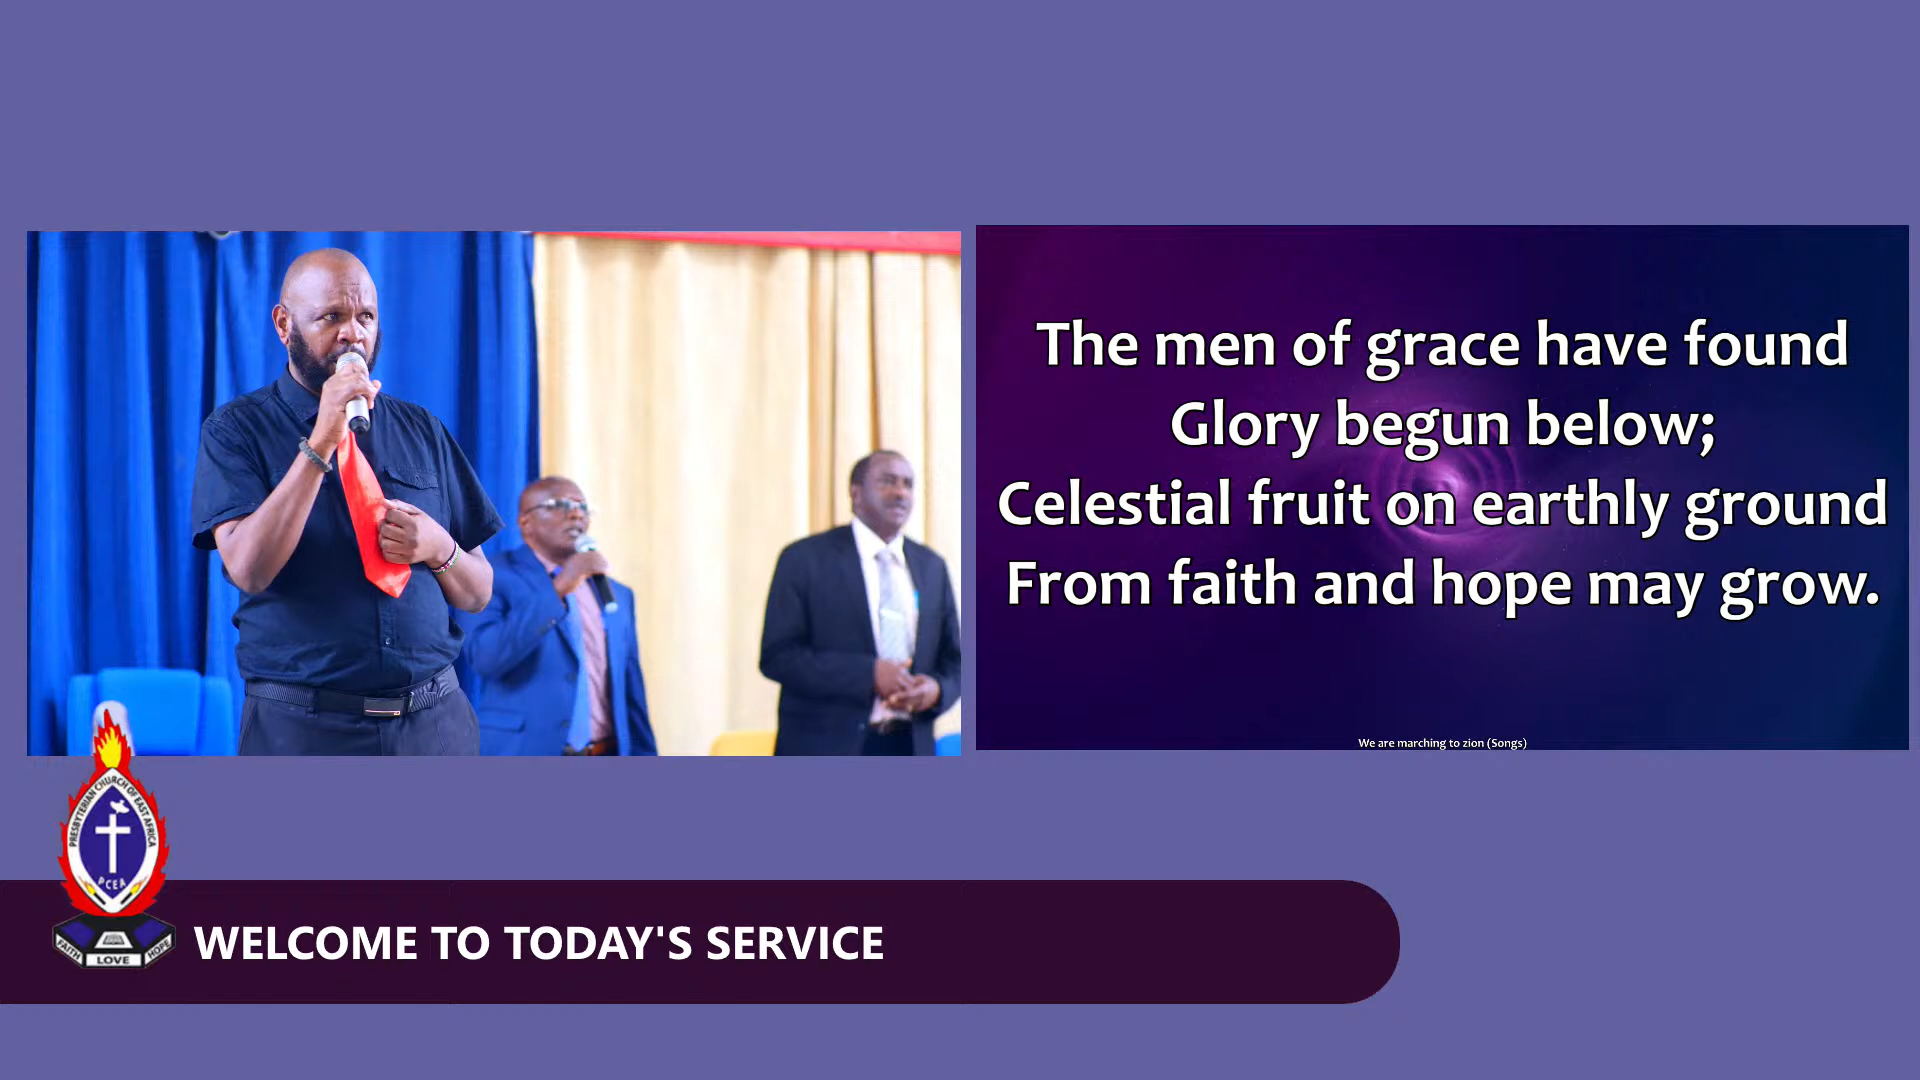 The men of grace have found
Glory begun below;
Celestial fruit on earthly ground
From faith and hope may grow.
We are marching to zion (Songs)
PRESBYTERIAN CHURCH OF EAST AFRICA
PCEA
FAITH
LOVE
HOPE
WELCOME TO TODAY'S SERVICE